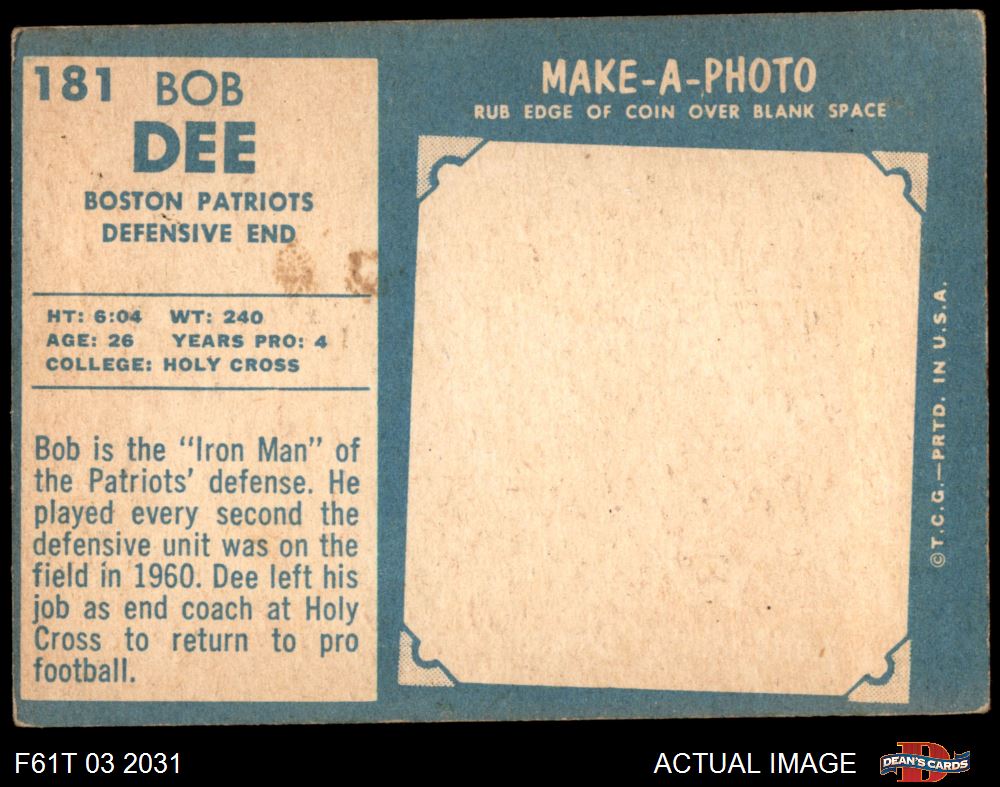 181 BOB
DEE
BOSTON PATRIOTS
DEFENSIVE END
HT: 6:04 WT: 240
AGE: 26 YEARS PRO: 4
COLLEGE: HOLY CROSS
Bob is the “Iron Man” of
the Patriots’ defense. He
played every second the
defensive unit was on the
field in 1960. Dee left his
job as end coach at Holy
Cross to return to pro
football.
MAKE-A-PHOTO
RUB EDGE OF COIN OVER BLANK SPACE
© T.C.G.—PRTD. IN U.S.A.
F61T 03 2031
ACTUAL IMAGE
D
DEAN'S CARDS